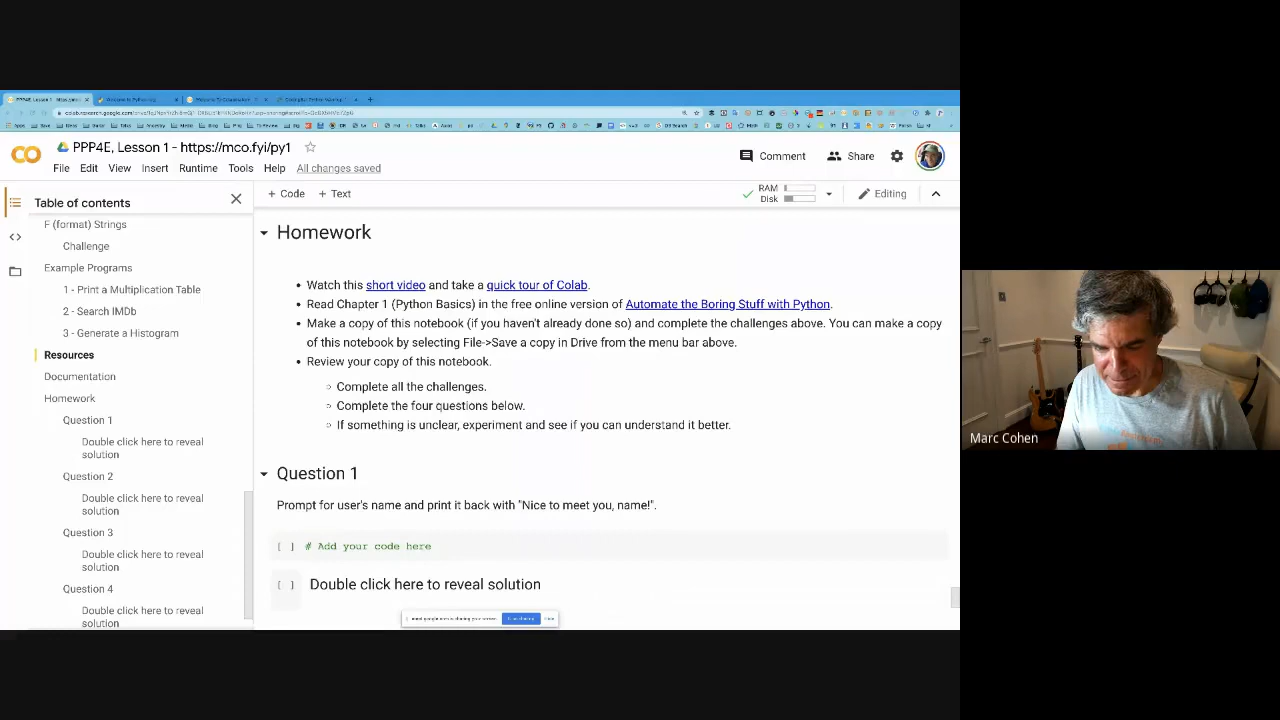 PPP4E, Lesson 1 - https://mco.fyi/py1
File Edit View Insert Runtime Tools Help All changes saved
Comment Share
+ Code + Text
RAM
Disk
Editing
Table of contents
F (format) Strings
Challenge
Example Programs
1 - Print a Multiplication Table
2 - Search IMDb
3 - Generate a Histogram
Resources
Documentation
Homework
Question 1
Double click here to reveal
solution
Question 2
Double click here to reveal
solution
Question 3
Double click here to reveal
solution
Question 4
Double click here to reveal
solution
Homework
• Watch this short video and take a quick tour of Colab.
• Read Chapter 1 (Python Basics) in the free online version of Automate the Boring Stuff with Python.
• Make a copy of this notebook (if you haven't already done so) and complete the challenges above. You can make a copy
of this notebook by selecting File->Save a copy in Drive from the menu bar above.
• Review your copy of this notebook.
◦ Complete all the challenges.
◦ Complete the four questions below.
◦ If something is unclear, experiment and see if you can understand it better.
Question 1
Prompt for user's name and print it back with "Nice to meet you, name!".
[ ] # Add your code here
[ ] Double click here to reveal solution
Marc Cohen